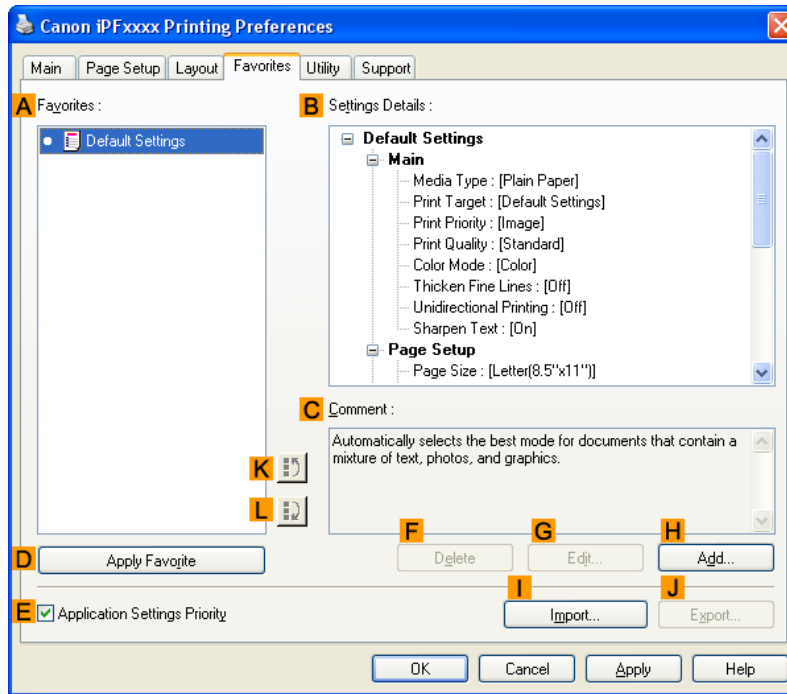 Canon iPFxxxx Printing Preferences
Main Page Setup Layout Favorites Utility Support
A Favorites :
Default Settings
B Settings Details :
Default Settings
Main
Media Type : [Plain Paper]
Print Target : [Default Settings]
Print Priority : [Image]
Print Quality : [Standard]
Color Mode : [Color]
Thicken Fine Lines : [Off]
Unidirectional Printing : [Off]
Sharpen Text : [On]
Page Setup
Page Size : [Letter(8.5"x11")]
C Comment :
Automatically selects the best mode for documents that contain a
mixture of text, photos, and graphics.
K
L
D Apply Favorite
F Delete
G Edit...
H Add...
E Application Settings Priority
I Import...
J Export...
OK Cancel Apply Help